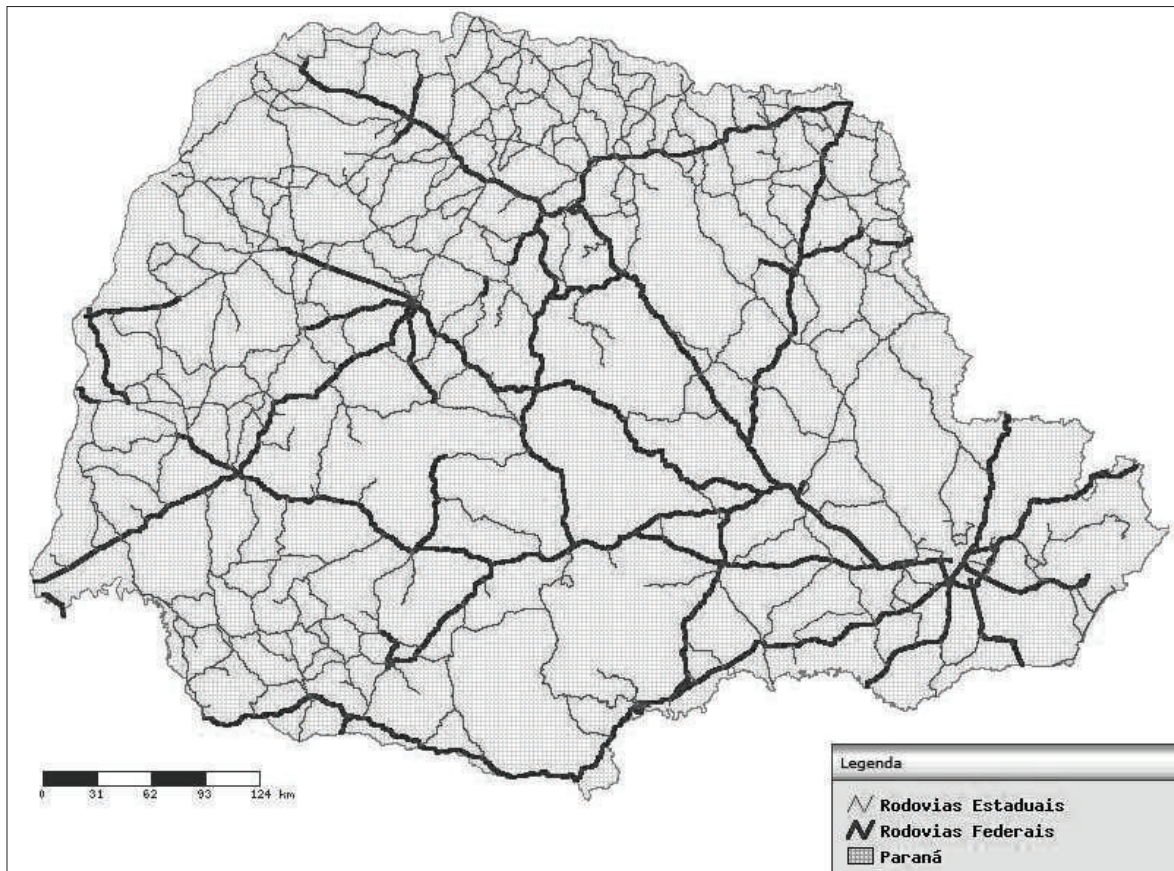 0 31 62 93 124 km
Legenda
Rodovias Estaduais
Rodovias Federais
Paraná